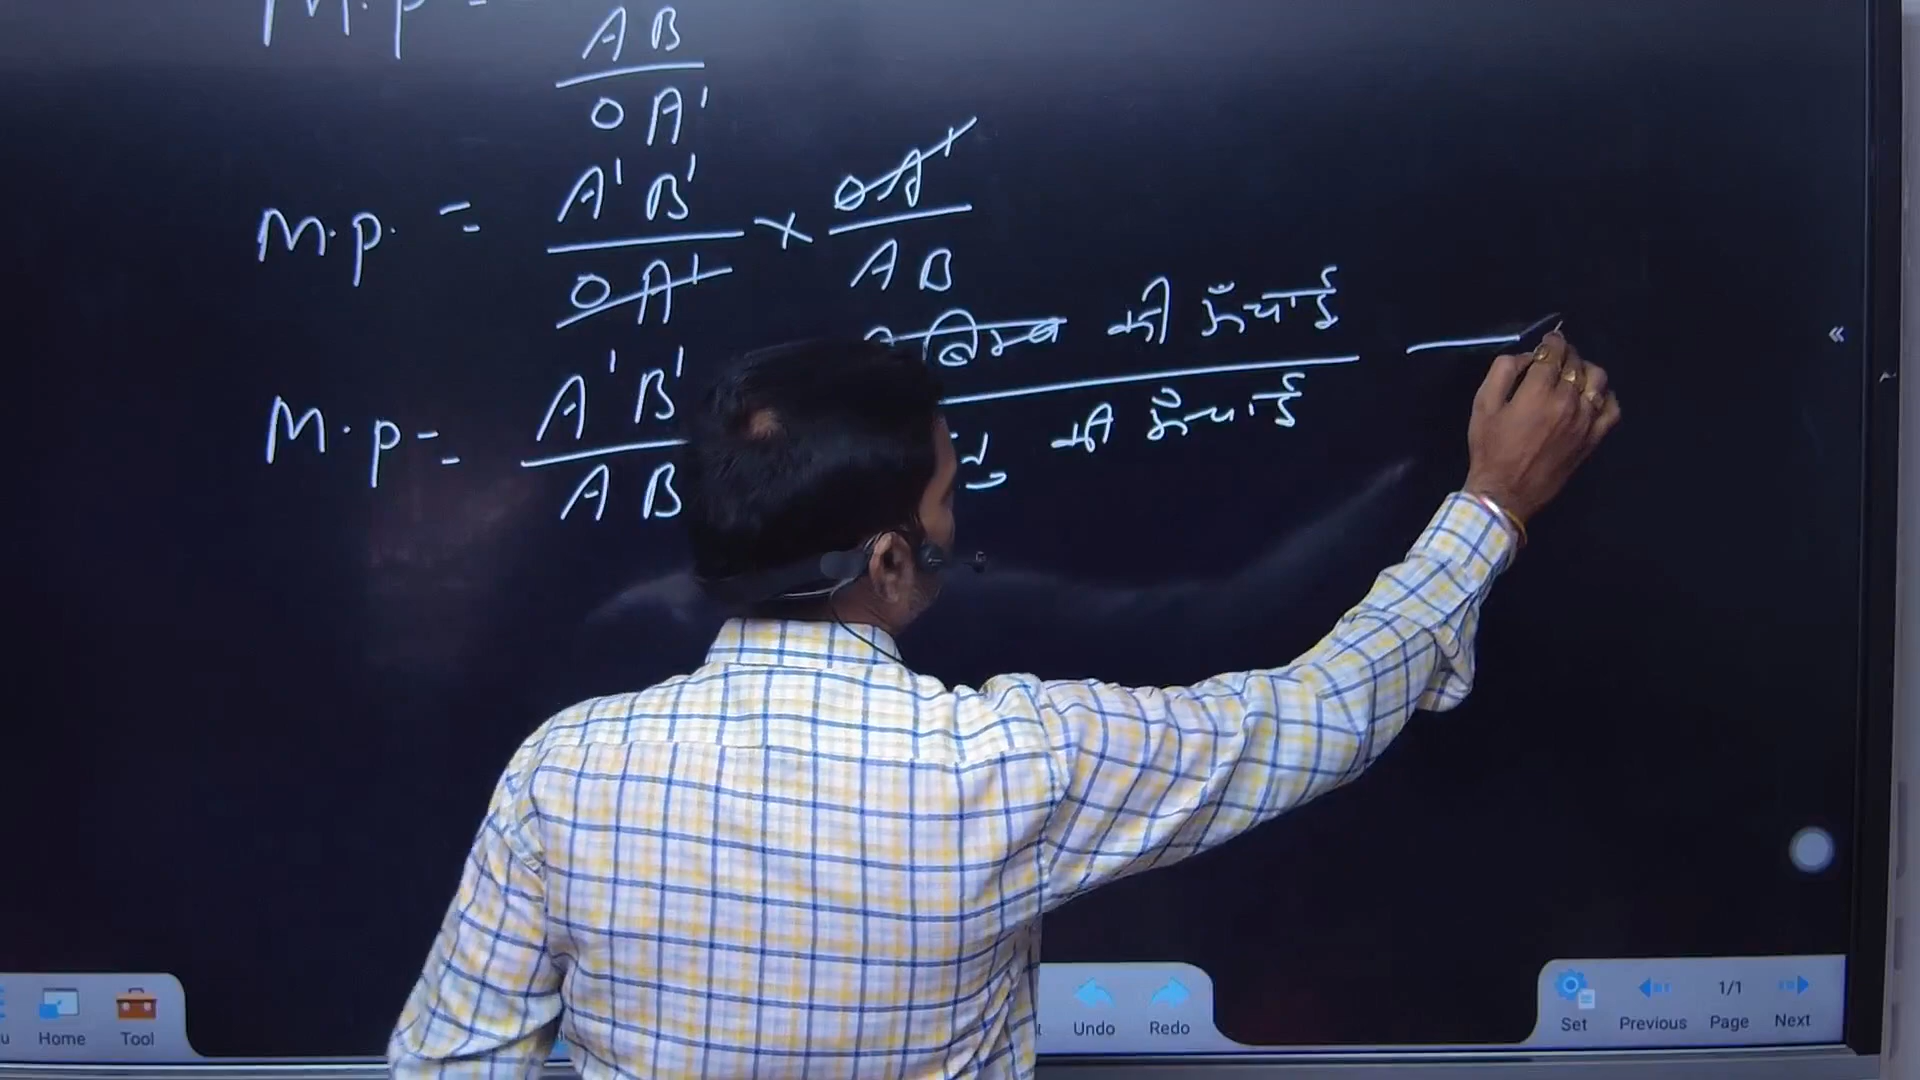 M.p =
AB
OA'
M.p. = A'B' / OA' × OA' / AB
M.p = A'B' / AB
की ऊँचाई
की ऊँचाई
Home Tool Undo Redo Set Previous Page Next
1/1
«